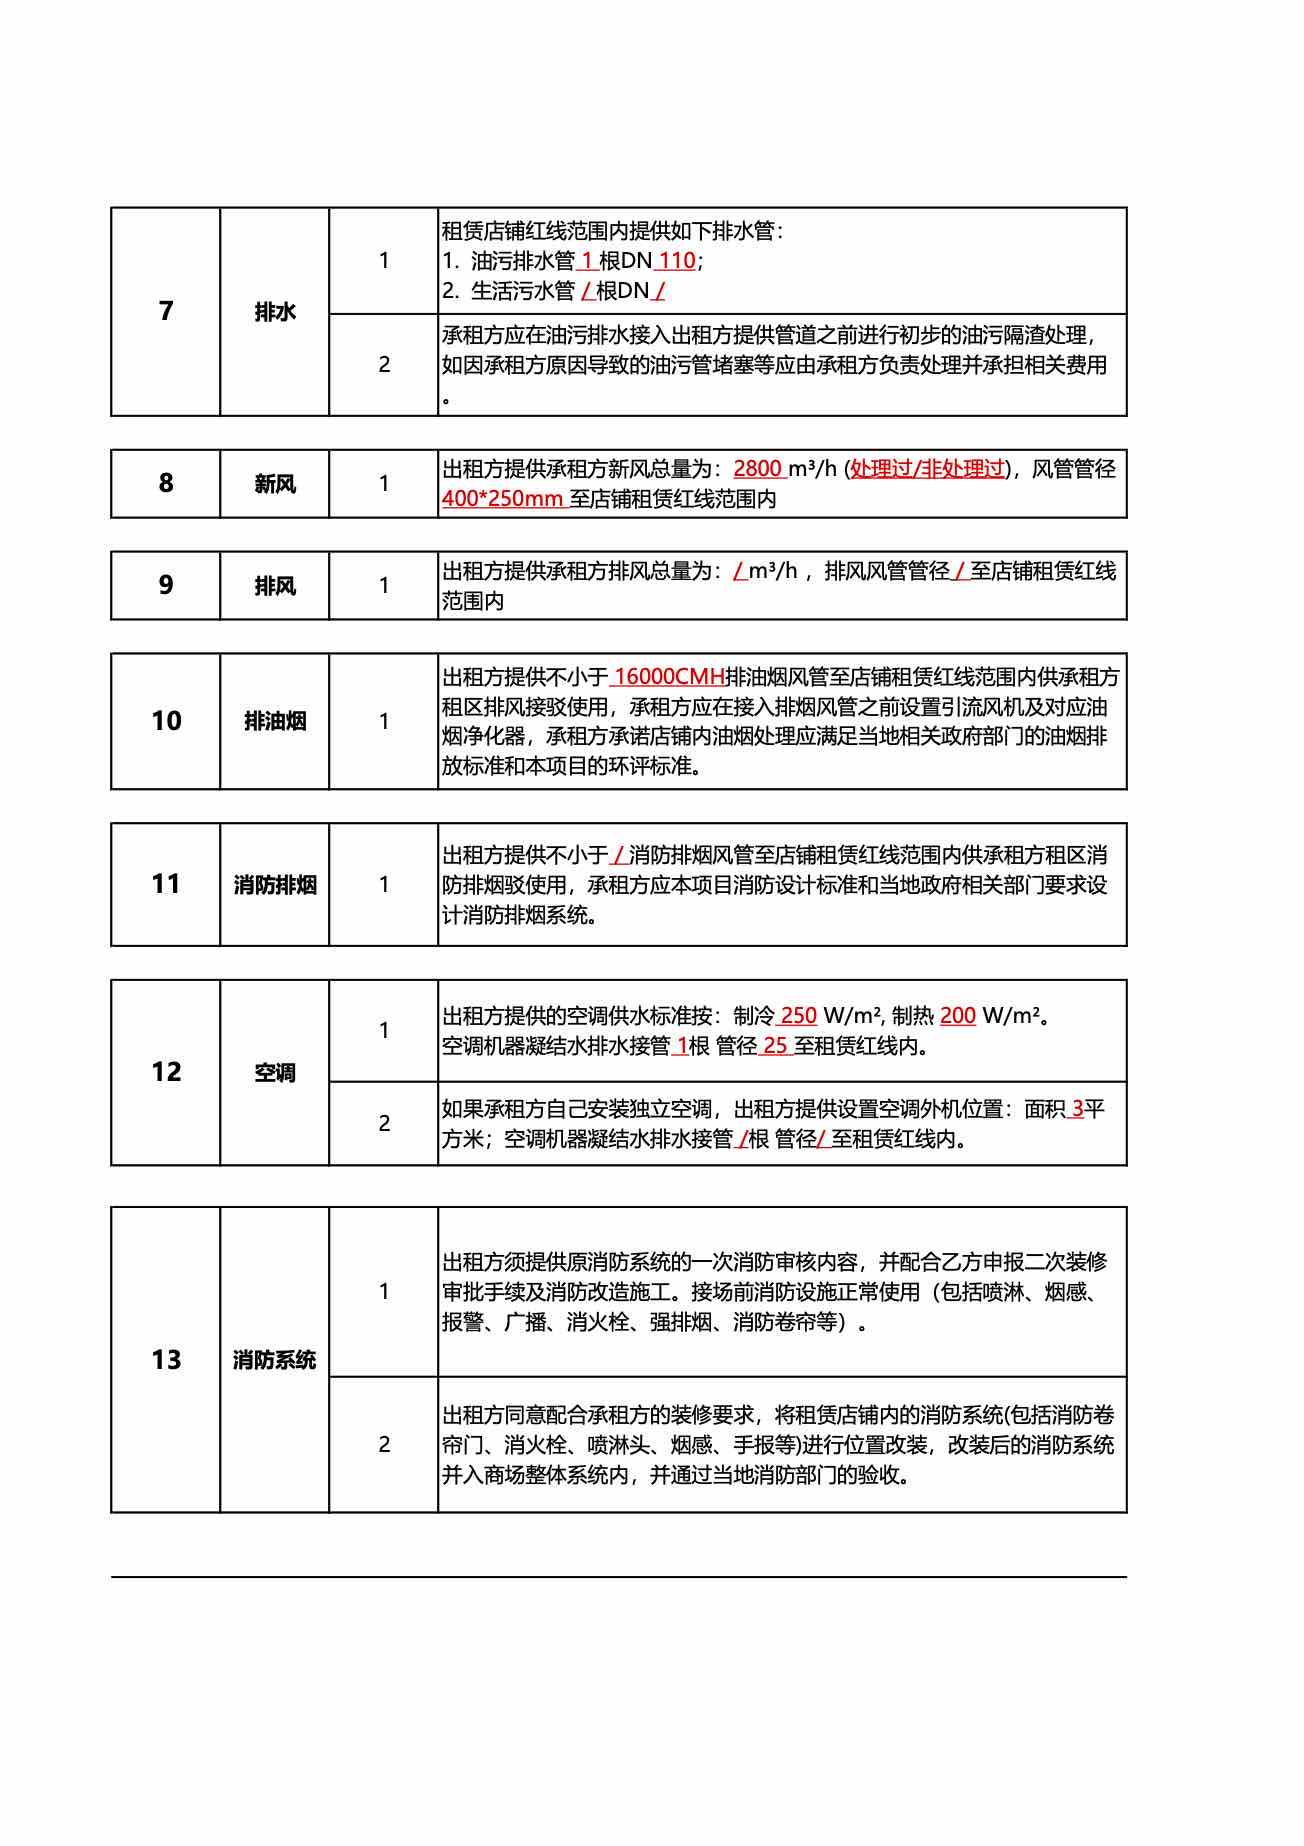 7
排水
1
租赁店铺红线范围内提供如下排水管：
1. 油污排水管 1 根DN 110；
2. 生活污水管 / 根DN /
2
承租方应在油污排水接入出租方提供管道之前进行初步的油污隔渣处理，
如因承租方原因导致的油污管堵塞等应由承租方负责处理并承担相关费用
。
8
新风
1
出租方提供承租方新风总量为：2800 m³/h (处理过/非处理过)，风管管径
400*250mm 至店铺租赁红线范围内
9
排风
1
出租方提供承租方排风总量为：/ m³/h ，排风风管管径 / 至店铺租赁红线
范围内
10
排油烟
1
出租方提供不小于 16000CMH排油烟风管至店铺租赁红线范围内供承租方
租区排风接驳使用，承租方应在接入排烟风管之前设置引流风机及对应油
烟净化器，承租方承诺店铺内油烟处理应满足当地相关政府部门的油烟排
放标准和本项目的环评标准。
11
消防排烟
1
出租方提供不小于 / 消防排烟风管至店铺租赁红线范围内供承租方租区消
防排烟驳使用，承租方应本项目消防设计标准和当地政府相关部门要求设
计消防排烟系统。
12
空调
1
出租方提供的空调供水标准按：制冷 250 W/m², 制热 200 W/m²。
空调机器凝结水排水接管 1根 管径 25 至租赁红线内。
2
如果承租方自己安装独立空调，出租方提供设置空调外机位置：面积 3平
方米；空调机器凝结水排水接管 /根 管径/ 至租赁红线内。
13
消防系统
1
出租方须提供原消防系统的一次消防审核内容，并配合乙方申报二次装修
审批手续及消防改造施工。接场前消防设施正常使用（包括喷淋、烟感、
报警、广播、消火栓、强排烟、消防卷帘等）。
2
出租方同意配合承租方的装修要求，将租赁店铺内的消防系统(包括消防卷
帘门、消火栓、喷淋头、烟感、手报等)进行位置改装，改装后的消防系统
并入商场整体系统内，并通过当地消防部门的验收。